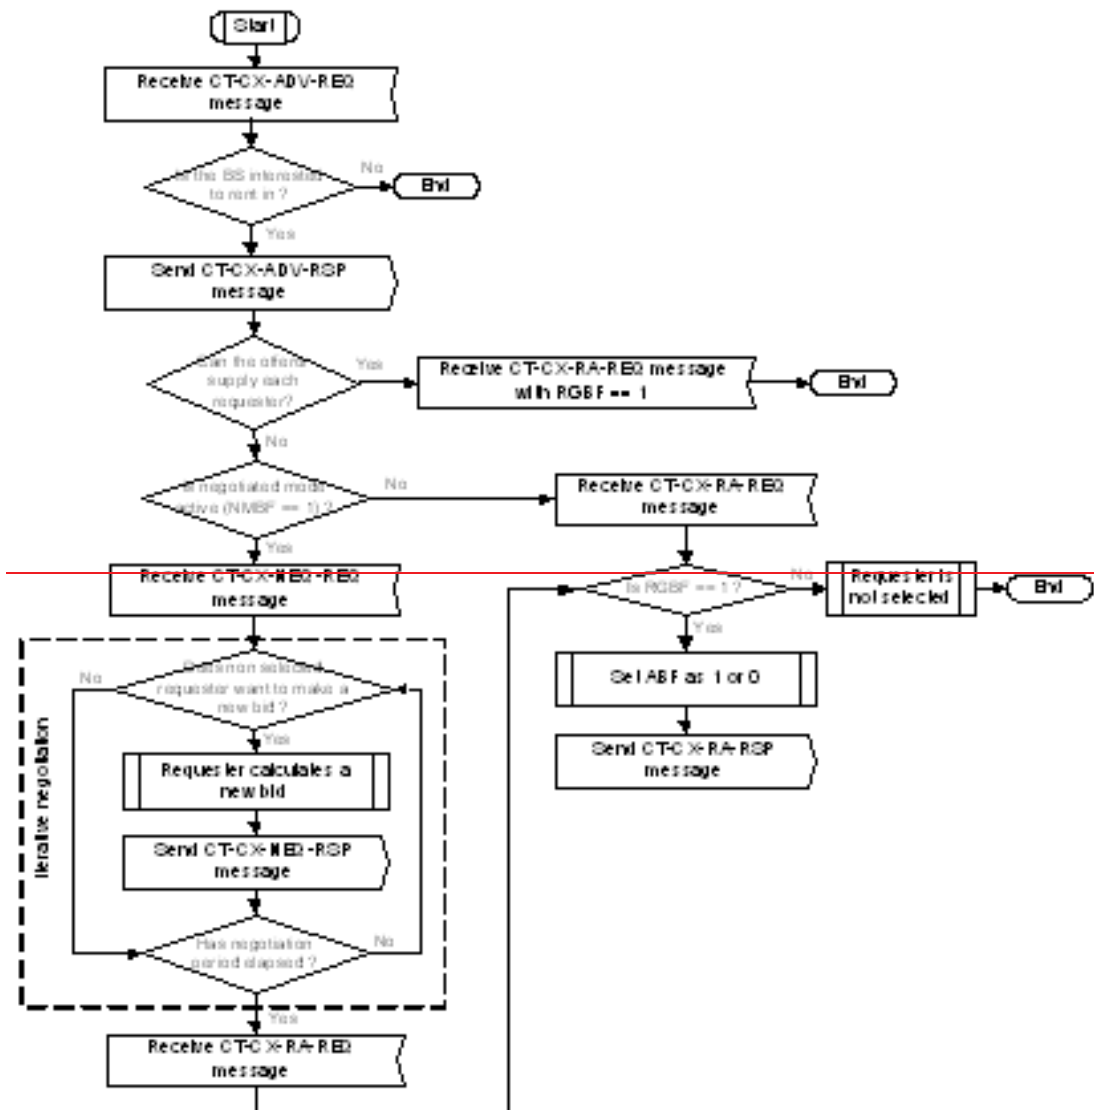 Start
Receive CT-CX-ADV-REQ
message
Is the BS interested
to rent in ?
No
End
Yes
Send CT-CX-ADV-RSP
message
Can the offerer
supply each
requester?
Yes
Receive CT-CX-RA-REQ message
with RGBF == 1
End
No
Is negotiated mode
active (NMBF == 1) ?
No
Receive CT-CX-RA-REQ
message
Yes
Receive CT-CX-NEQ-REQ
message
Is RGBF == 1 ?
No
Requester is
not selected
End
Yes
Set ABF as 1 or 0
Send CT-CX-RA-RSP
message
Iterative negotiation
Does non selected
requester want to make a
new bid ?
No
Yes
Requester calculates a
new bid
Send CT-CX-NEQ-RSP
message
Has negotiation
period elapsed ?
No
Yes
Receive CT-CX-RA-REQ
message